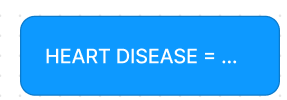 HEART DISEASE = ...